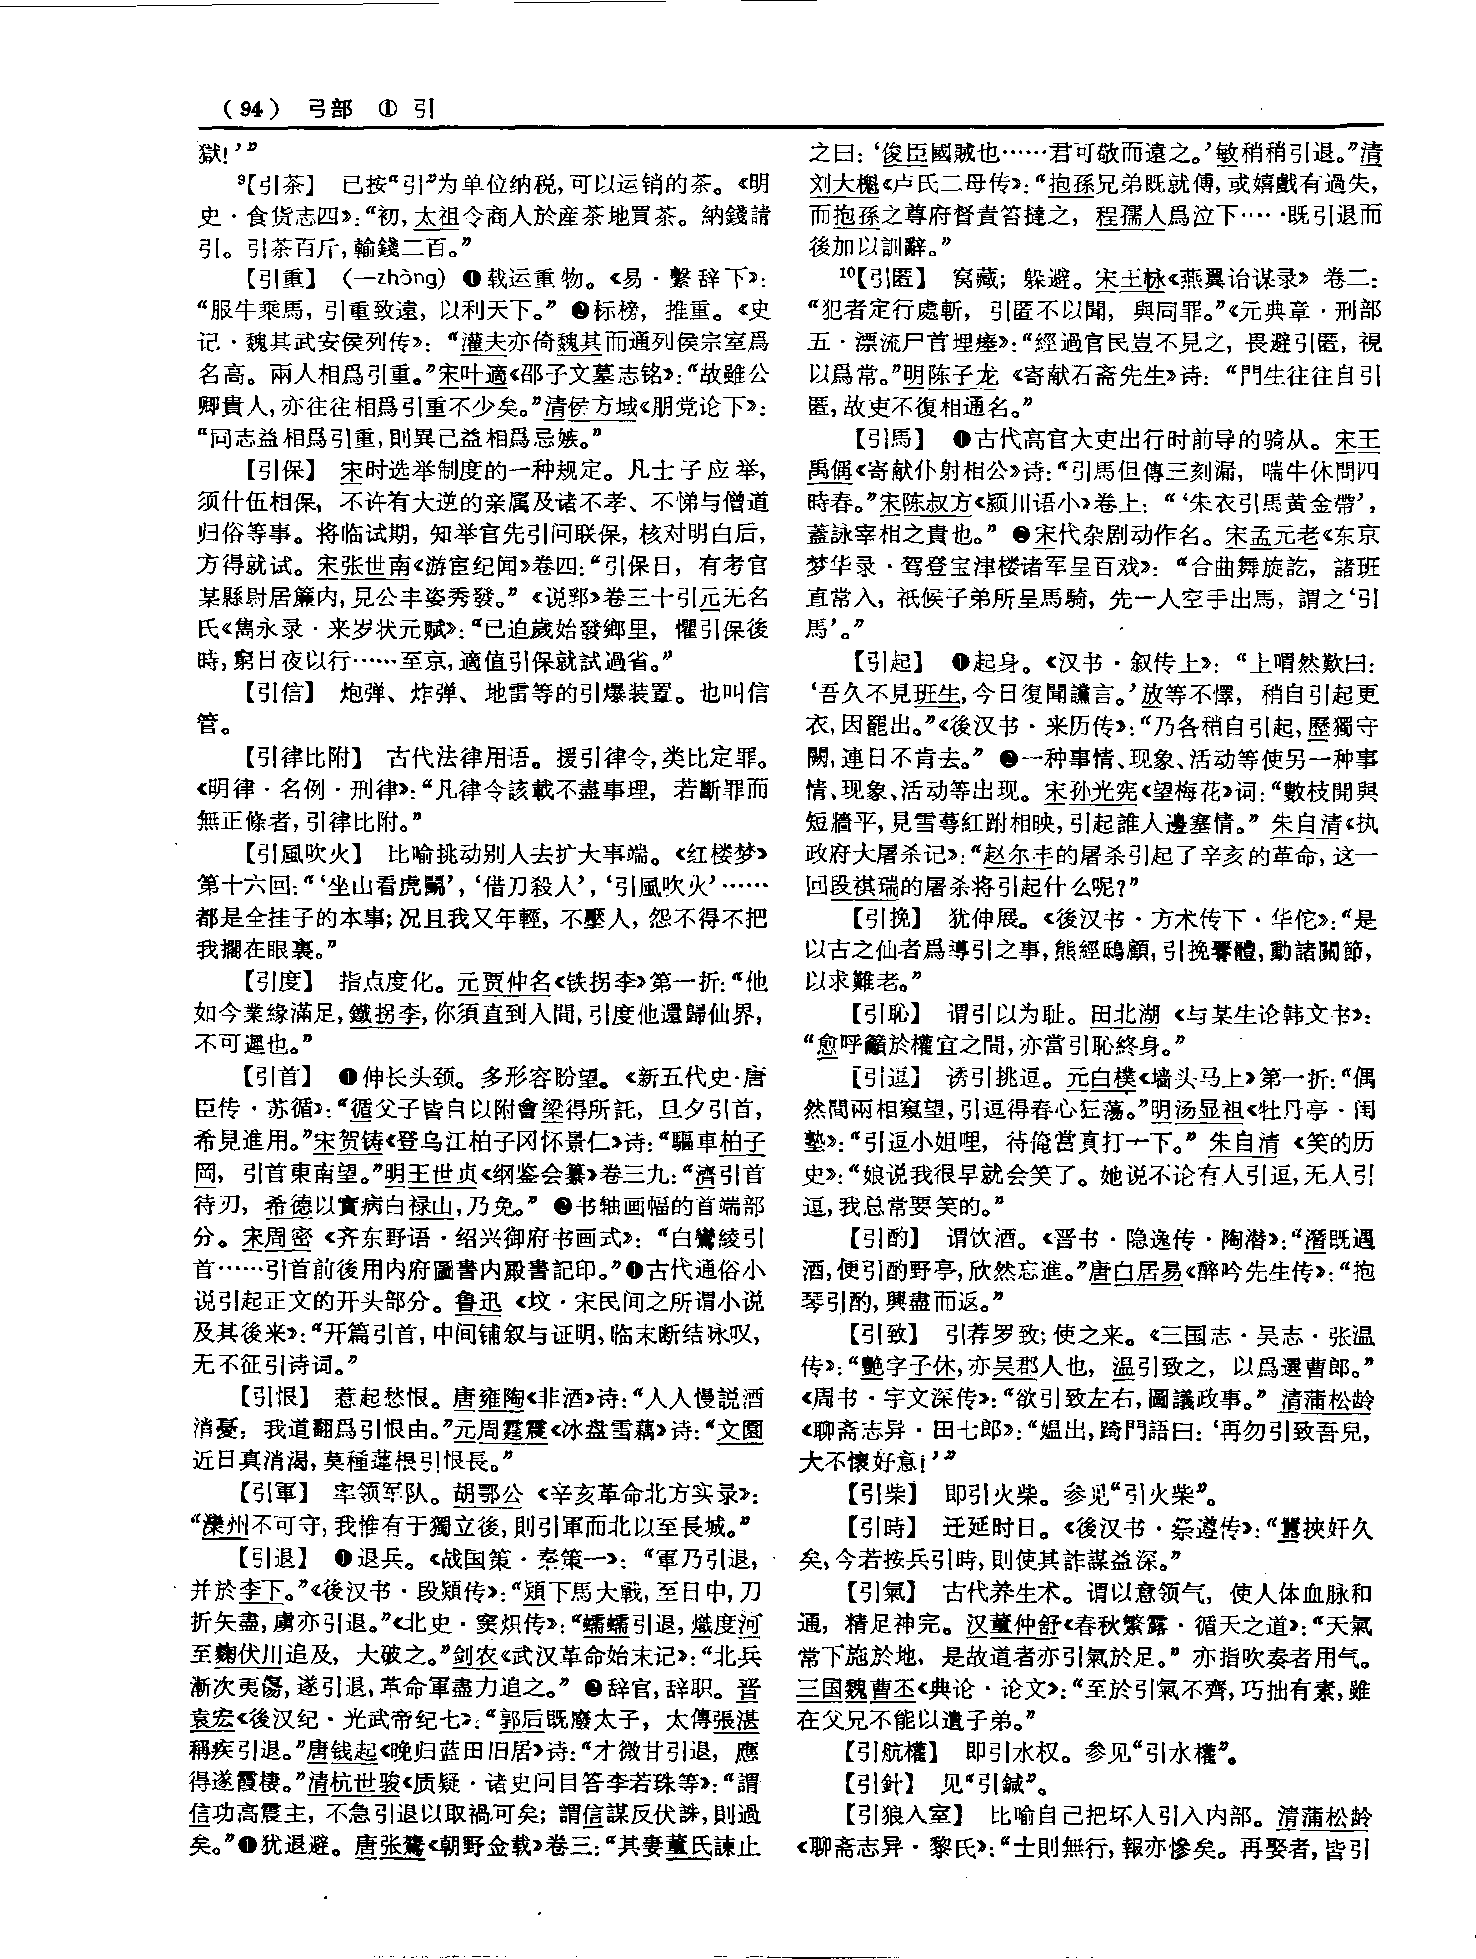 （94） 弓部 ① 引
獄！’”
⁹【引茶】 已按“引”为单位纳税，可以运销的茶。《明
史·食货志四》：“初，太祖令商人於産茶地買茶。納錢請
引。引茶百斤，輸錢二百。”
【引重】 （—zhòng）❶载运重物。《易·繫辞下》：
“服牛乘馬，引重致遠，以利天下。”❷标榜，推重。《史
记·魏其武安侯列传》：“灌夫亦倚魏其而通列侯宗室爲
名高。兩人相爲引重。”宋叶適《邵子文墓志铭》：“故雖公
卿貴人，亦往往相爲引重不少矣。”清侯方域《朋党论下》：
“同志益相爲引重，則異己益相爲忌嫉。”
【引保】 宋时选举制度的一种规定。凡士子应举，
须什伍相保，不许有大逆的亲属及诸不孝、不悌与僧道
归俗等事。将临试期，知举官先引问联保，核对明白后，
方得就试。宋张世南《游宦纪闻》卷四：“引保日，有考官
某縣尉居簾内，見公丰姿秀發。”《说郛》卷三十引元无名
氏《雋永录·来岁状元赋》：“已迫歲始發鄉里，懼引保後
時，窮日夜以行……至京，適值引保就試過省。”
【引信】 炮弹、炸弹、地雷等的引爆装置。也叫信
管。
【引律比附】 古代法律用语。援引律令，类比定罪。
《明律·名例·刑律》：“凡律令該載不盡事理，若斷罪而
無正條者，引律比附。”
【引風吹火】 比喻挑动别人去扩大事端。《红楼梦》
第十六回：“‘坐山看虎鬭’，‘借刀殺人’，‘引風吹火’……
都是全挂子的本事；况且我又年輕，不壓人，怨不得不把
我擱在眼裏。”
【引度】 指点度化。元贾仲名《铁拐李》第一折：“他
如今業緣滿足，鐵拐李，你須直到人間，引度他還歸仙界，
不可遲也。”
【引首】 ❶伸长头颈。多形容盼望。《新五代史·唐
臣传·苏循》：“循父子皆自以附會梁得所託，旦夕引首，
希見進用。”宋贺铸《登乌江柏子冈怀景仁》诗：“驅車柏子
岡，引首東南望。”明王世贞《纲鉴会纂》卷三九：“濟引首
待刃，希德以實病白禄山，乃免。”❷书轴画幅的首端部
分。宋周密《齐东野语·绍兴御府书画式》：“白鸞綾引
首……引首前後用内府圖書内殿書記印。”❸古代通俗小
说引起正文的开头部分。鲁迅《坟·宋民间之所谓小说
及其後来》：“开篇引首，中间铺叙与证明，临末断结咏叹，
无不征引诗词。”
【引恨】 惹起愁恨。唐雍陶《非酒》诗：“人人慢説酒
消憂，我道翻爲引恨由。”元周霆震《冰盘雪藕》诗：“文園
近日真消渴，莫種蓮根引恨長。”
【引軍】 率领军队。胡鄂公《辛亥革命北方实录》：
“灤州不可守，我惟有于獨立後，則引軍而北以至長城。”
【引退】 ❶退兵。《战国策·秦策一》：“軍乃引退，
并於李下。”《後汉书·段熲传》：“熲下馬大戰，至日中，刀
折矢盡，虜亦引退。”《北史·窦炽传》：“蠕蠕引退，熾度河
至麴伏川追及，大破之。”剑农《武汉革命始末记》：“北兵
漸次夷傷，遂引退，革命軍盡力追之。”❷辞官，辞职。晋
袁宏《後汉纪·光武帝纪七》：“郭后既廢太子，太傅張湛
稱疾引退。”唐钱起《晚归蓝田旧居》诗：“才微甘引退，應
得遂霞棲。”清杭世骏《质疑·诸史问目答李若珠等》：“謂
信功高震主，不急引退以取禍可矣；謂信謀反伏誅，則過
矣。”❸犹退避。唐张鷟《朝野佥载》卷三：“其妻董氏諫止
之曰：‘俊臣國賊也……君可敬而遠之。’敏稍稍引退。”清
刘大櫆《卢氏二母传》：“抱孫兄弟既就傅，或嬉戲有過失，
而抱孫之尊府督責笞撻之，程孺人爲泣下……既引退而
後加以訓辭。”
¹⁰【引匿】 窝藏；躲避。宋王栐《燕翼诒谋录》卷二：
“犯者定行處斬，引匿不以聞，與同罪。”《元典章·刑部
五·漂流尸首埋瘞》：“經過官民豈不見之，畏避引匿，視
以爲常。”明陈子龙《寄献石斋先生》诗：“門生往往自引
匿，故吏不復相通名。”
【引馬】 ❶古代高官大吏出行时前导的骑从。宋王
禹偁《寄献仆射相公》诗：“引馬但傳三刻漏，喘牛休問四
時春。”宋陈叔方《颍川语小》卷上：“‘朱衣引馬黄金帶’，
蓋詠宰相之貴也。”❷宋代杂剧动作名。宋孟元老《东京
梦华录·驾登宝津楼诸军呈百戏》：“合曲舞旋訖，諸班
直常入，祇候子弟所呈馬騎，先一人空手出馬，謂之‘引
馬’。”
【引起】 ❶起身。《汉书·叙传上》：“上喟然歎曰：
‘吾久不見班生，今日復聞讜言。’放等不懌，稍自引起更
衣，因罷出。”《後汉书·来历传》：“乃各稍自引起，歷獨守
闕，連日不肯去。”❷一种事情、现象、活动等使另一种事
情、现象、活动等出现。宋孙光宪《望梅花》词：“數枝開與
短牆平，見雪萼紅跗相映，引起誰人邊塞情。”朱自清《执
政府大屠杀记》：“赵尔丰的屠杀引起了辛亥的革命，这一
回段祺瑞的屠杀将引起什么呢？”
【引挽】 犹伸展。《後汉书·方术传下·华佗》：“是
以古之仙者爲導引之事，熊經鴟顧，引挽署體，動諸關節，
以求難老。”
【引恥】 谓引以为耻。田北湖《与某生论韩文书》：
“愈呼籲於權宜之間，亦當引恥終身。”
【引逗】 诱引挑逗。元白樸《墙头马上》第一折：“偶
然間兩相窺望，引逗得春心狂蕩。”明汤显祖《牡丹亭·闺
塾》：“引逗小姐哩，待俺當真打一下。”朱自清《笑的历
史》：“娘说我很早就会笑了。她说不论有人引逗，无人引
逗，我总常要笑的。”
【引酌】 谓饮酒。《晋书·隐逸传·陶潜》：“潛既遇
酒，便引酌野亭，欣然忘進。”唐白居易《醉吟先生传》：“抱
琴引酌，興盡而返。”
【引致】 引荐罗致；使之来。《三国志·吴志·张温
传》：“艷字子休，亦吴郡人也，温引致之，以爲選曹郎。”
《周书·宇文深传》：“欲引致左右，圖議政事。”清蒲松龄
《聊斋志异·田七郎》：“媪出，跨門語曰：‘再勿引致吾兒，
大不懷好意！’”
【引柴】 即引火柴。参见“引火柴”。
【引時】 迁延时日。《後汉书·祭遵传》：“囂挾奸久
矣，今若按兵引時，則使其詐謀益深。”
【引氣】 古代养生术。谓以意领气，使人体血脉和
通，精足神完。汉董仲舒《春秋繁露·循天之道》：“天氣
常下施於地，是故道者亦引氣於足。”亦指吹奏者用气。
三国魏曹丕《典论·论文》：“至於引氣不齊，巧拙有素，雖
在父兄不能以遺子弟。”
【引航權】 即引水权。参见“引水權”。
【引針】 见“引鍼”。
【引狼入室】 比喻自己把坏人引入内部。清蒲松龄
《聊斋志异·黎氏》：“士則無行，報亦慘矣。再娶者，皆引